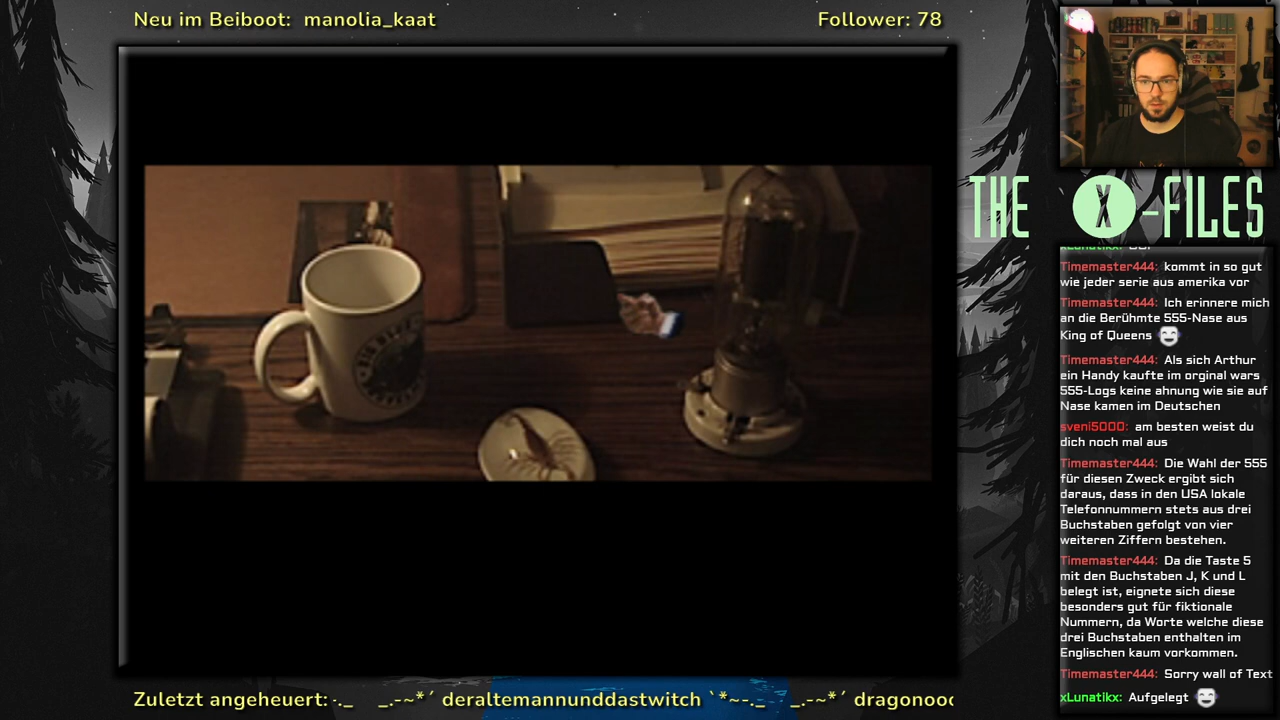 Neu im Beiboot: manolia_kaat
Follower: 78
THE X-FILES
xLunatikx:
Timemaster444: kommt in so gut
wie jeder serie aus amerika vor
Timemaster444: Ich erinnere mich
an die Berühmte 555-Nase aus
King of Queens
Timemaster444: Als sich Arthur
ein Handy kaufte im orginal wars
555-Logs keine ahnung wie sie auf
Nase kamen im Deutschen
sveni5000: am besten weist du
dich noch mal aus
Timemaster444: Die Wahl der 555
für diesen Zweck ergibt sich
daraus, dass in den USA lokale
Telefonnummern stets aus drei
Buchstaben gefolgt von vier
weiteren Ziffern bestehen.
Timemaster444: Da die Taste 5
mit den Buchstaben J, K und L
belegt ist, eignete sich diese
besonders gut für fiktionale
Nummern, da Worte welche diese
drei Buchstaben enthalten im
Englischen kaum vorkommen.
Timemaster444: Sorry wall of Text
xLunatikx: Aufgelegt
Zuletzt angeheuert: ·._ _.-~*´ deraltemannunddastwitch `*~-._ _.-~*´ dragonooo